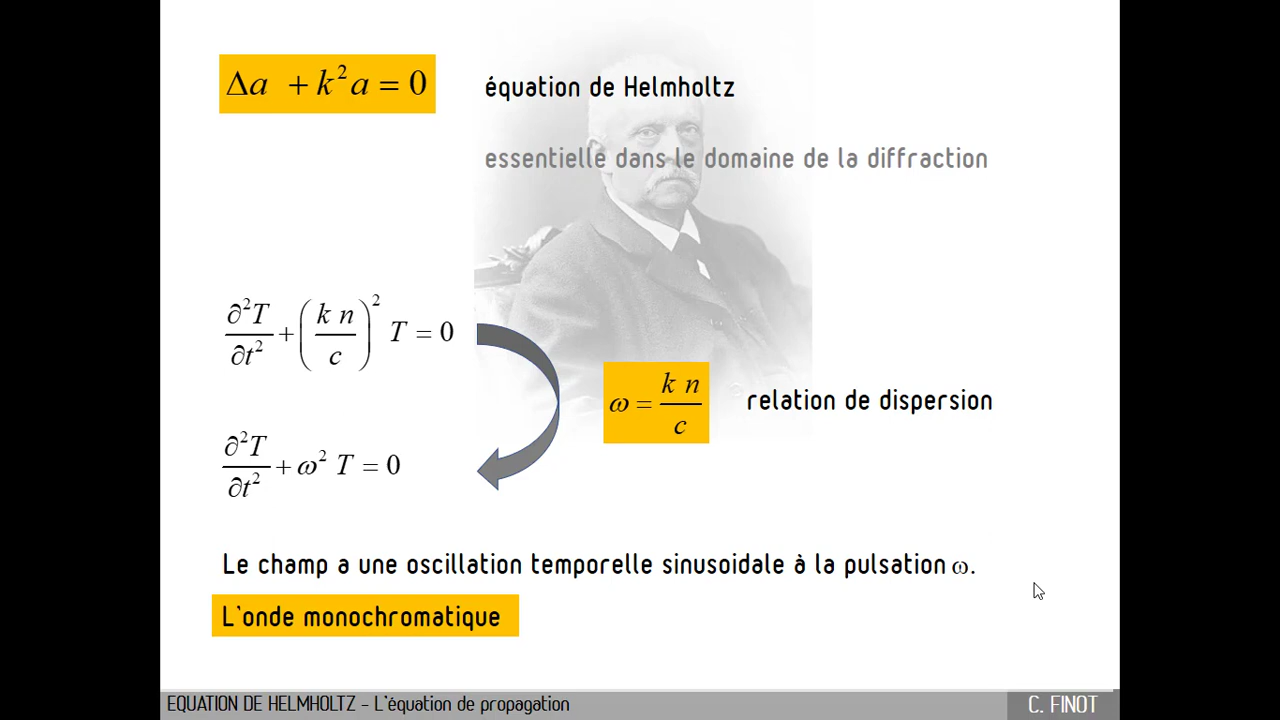 Δa + k²a = 0
équation de Helmholtz
essentielle dans le domaine de la diffraction
∂²T/∂t² + (k n/c)² T = 0
ω = k n/c
relation de dispersion
∂²T/∂t² + ω² T = 0
Le champ a une oscillation temporelle sinusoidale à la pulsation ω.
L'onde monochromatique
EQUATION DE HELMHOLTZ - L'équation de propagation
C. FINOT